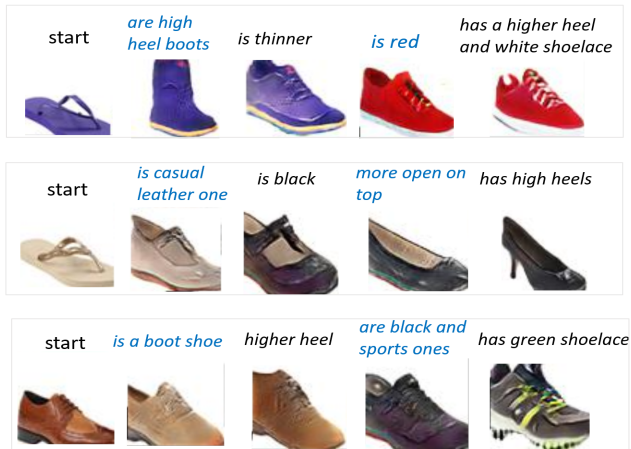 start
are high
heel boots
is thinner
is red
has a higher heel
and white shoelace
start
is casual
leather one
is black
more open on
top
has high heels
start
is a boot shoe
higher heel
are black and
sports ones
has green shoelace